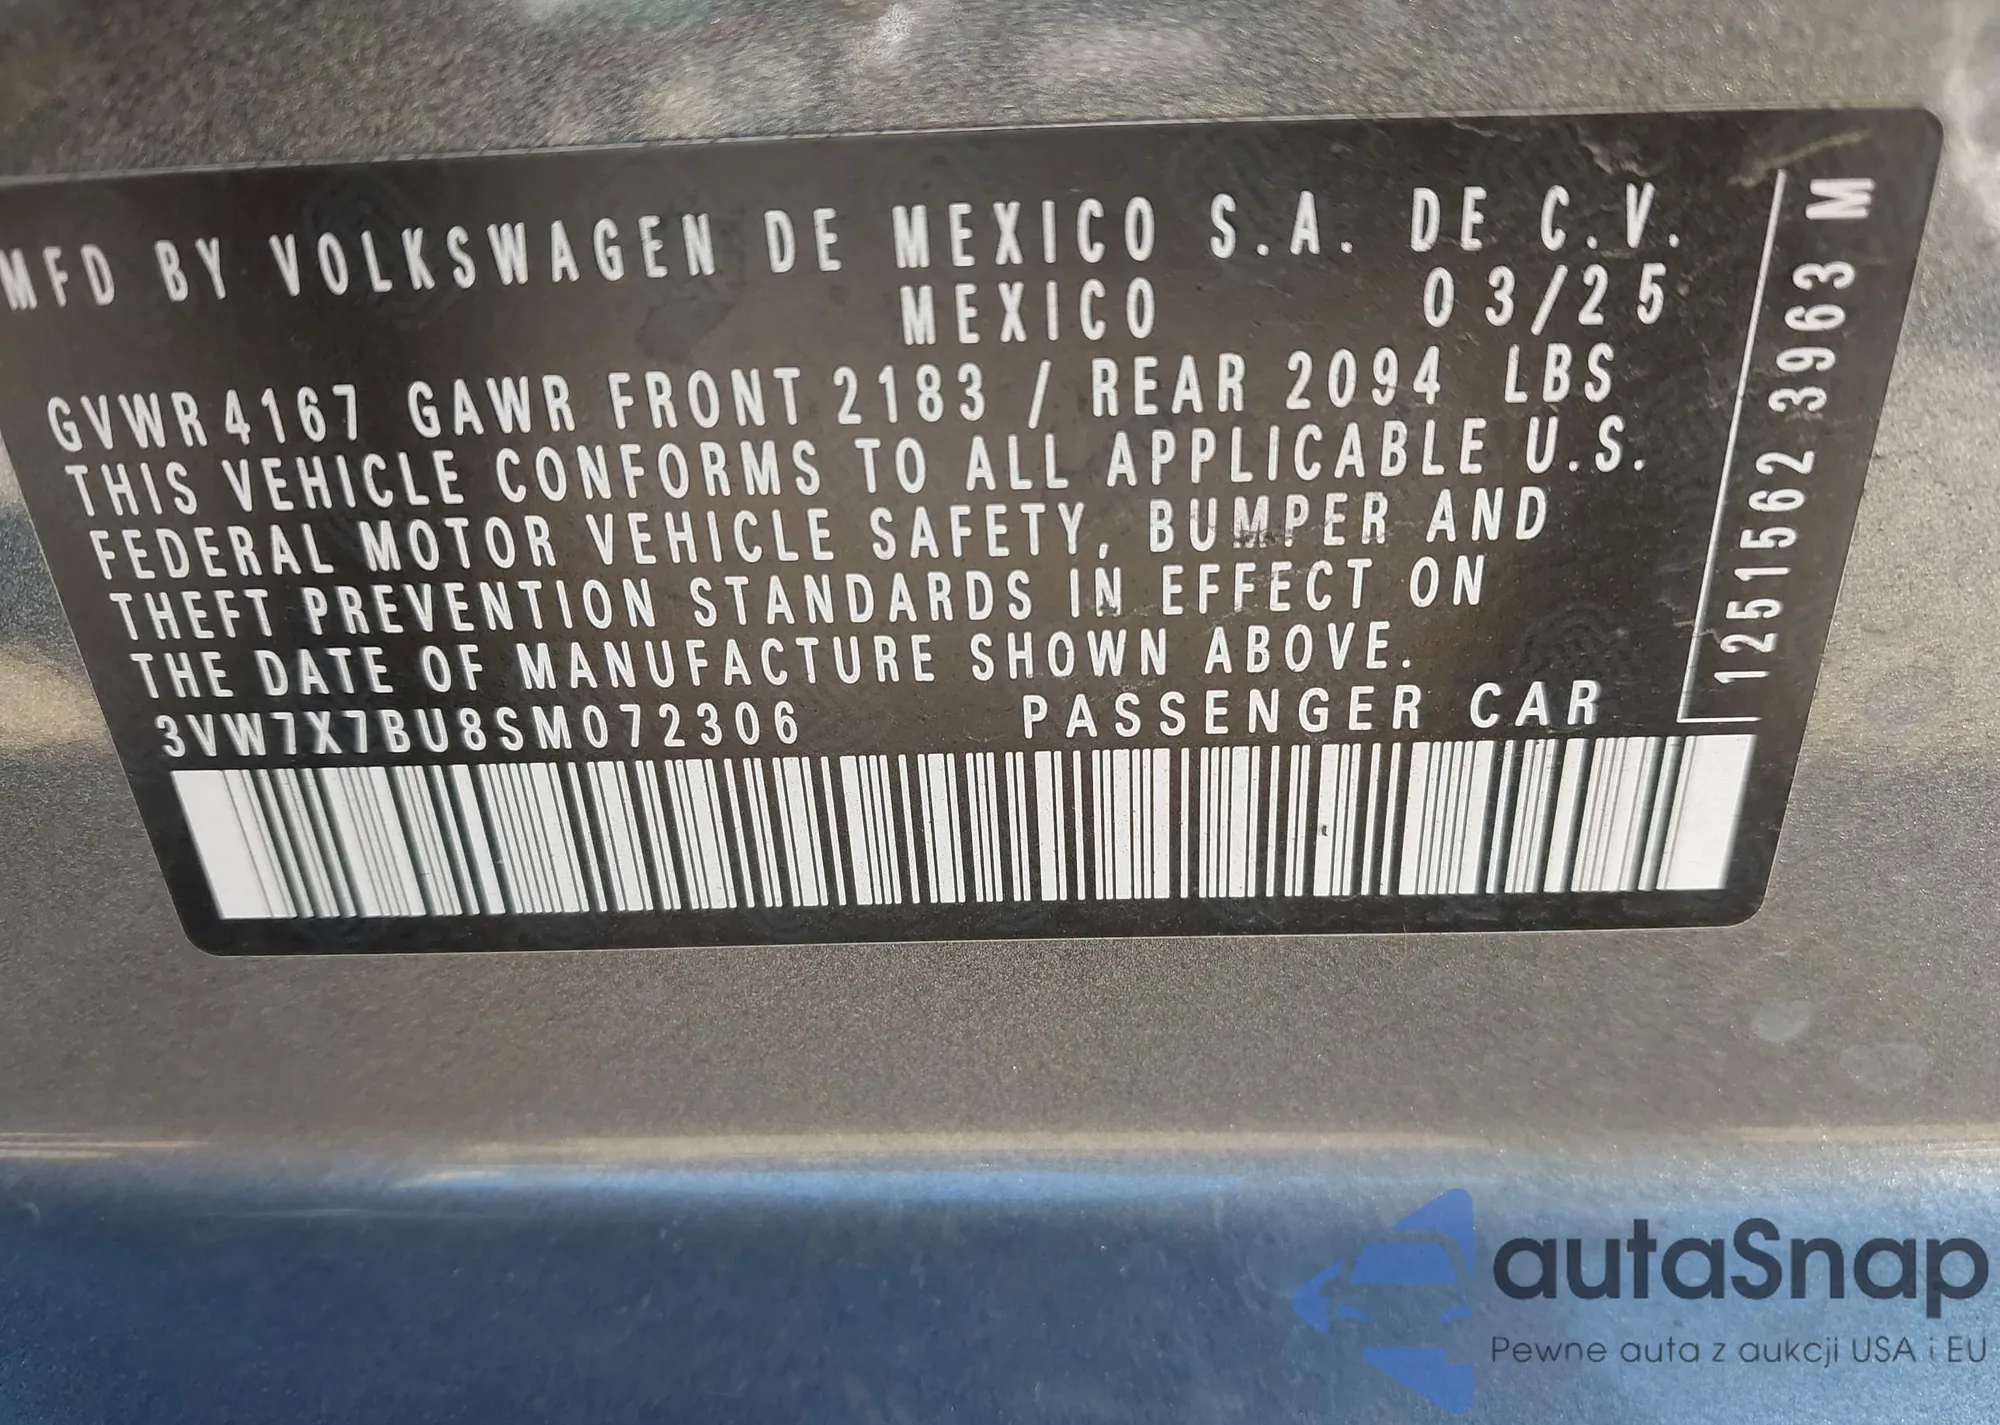 MFD BY VOLKSWAGEN DE MEXICO S.A. DE C.V.
MEXICO 03/25
GVWR 4167 GAWR FRONT 2183 / REAR 2094 LBS
THIS VEHICLE CONFORMS TO ALL APPLICABLE U.S.
FEDERAL MOTOR VEHICLE SAFETY, BUMPER AND
THEFT PREVENTION STANDARDS IN EFFECT ON
THE DATE OF MANUFACTURE SHOWN ABOVE.
3VW7X7BU8SM072306 PASSENGER CAR
1251562 3963 M
autaSnap
Pewne auta z aukcji USA i EU